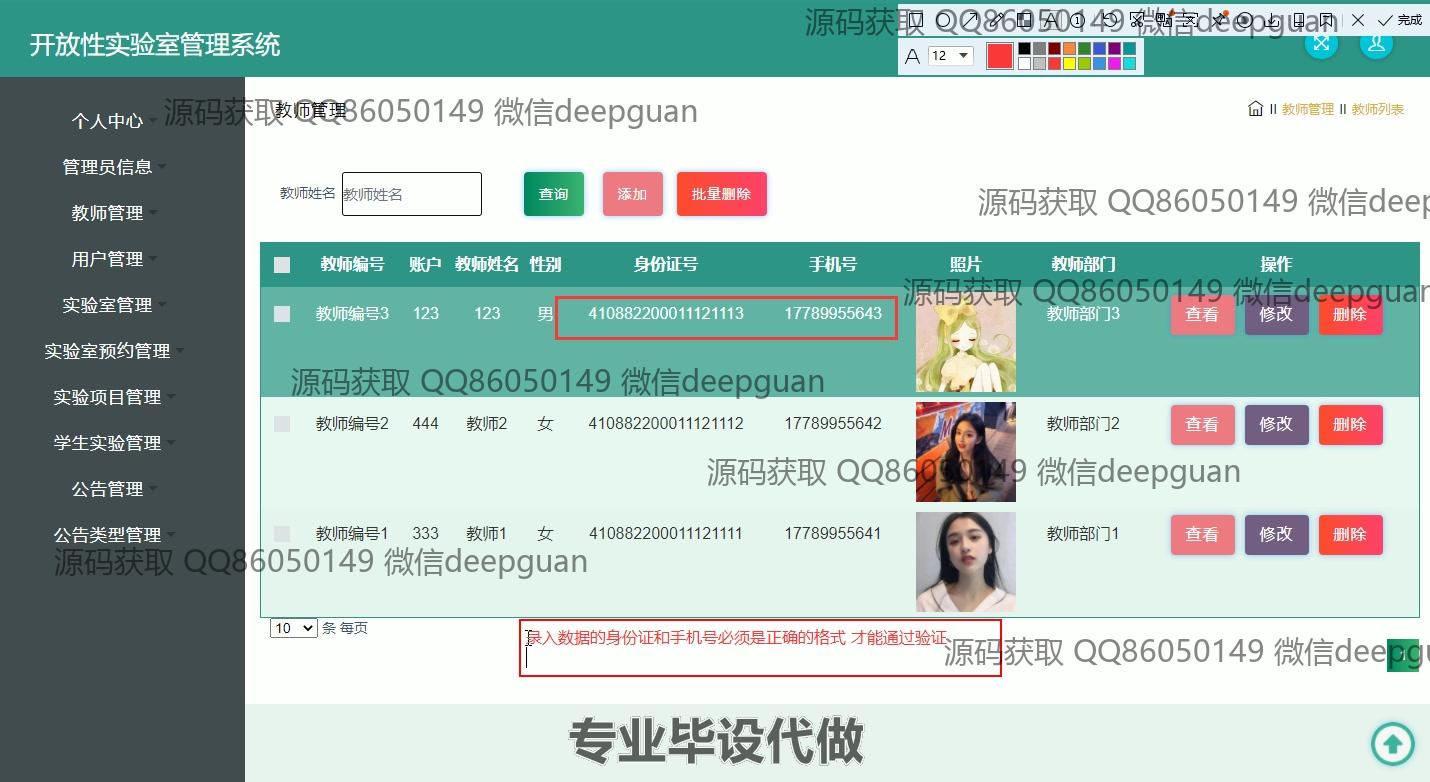 源码获取 QQ86050149 微信deepguan
完成
开放性实验室管理系统
A 12
个人中心
管理员信息
教师管理
用户管理
实验室管理
实验室预约管理
实验项目管理
学生实验管理
公告管理
公告类型管理
源码获取 QQ86050149 微信deepguan
教师管理
教师管理 教师列表
教师姓名 教师姓名 查询 添加 批量删除
源码获取 QQ86050149 微信deep
教师编号 账户 教师姓名 性别 身份证号 手机号 照片 教师部门 操作
源码获取 QQ86050149 微信deepguan
教师编号3 123 123 男 410882200011121113 17789955643 教师部门3 查看 修改 删除
源码获取 QQ86050149 微信deepguan
教师编号2 444 教师2 女 410882200011121112 17789955642 教师部门2 查看 修改 删除
源码获取 QQ86050149 微信deepguan
教师编号1 333 教师1 女 410882200011121111 17789955641 教师部门1 查看 修改 删除
源码获取 QQ86050149 微信deepguan
10 条 每页
录入数据的身份证和手机号必须是正确的格式 才能通过验证
源码获取 QQ86050149 微信deepgu
1
专业毕设代做